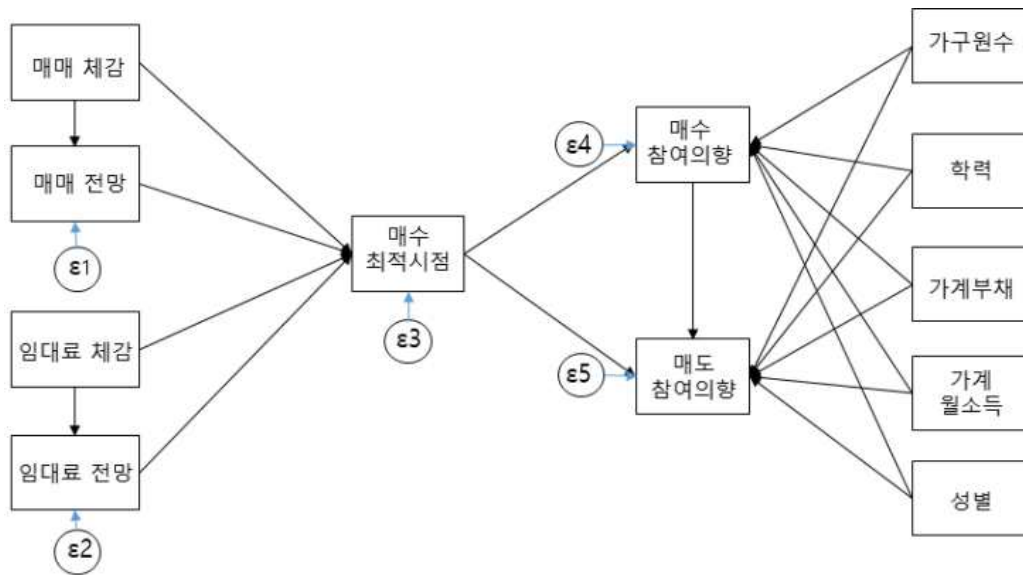 매매 체감
매매 전망
ε1
임대료 체감
임대료 전망
ε2
매수
최적시점
ε3
ε4
매수
참여의향
ε5
매도
참여의향
가구원수
학력
가계부채
가계
월소득
성별